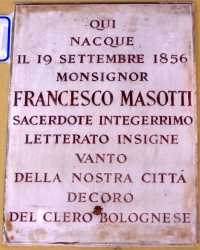 QUI
NACQUE
IL 19 SETTEMBRE 1856
MONSIGNOR
FRANCESCO MASOTTI
SACERDOTE INTEGERRIMO
LETTERATO INSIGNE
VANTO
DELLA NOSTRA CITTÀ
DECORO
DEL CLERO BOLOGNESE